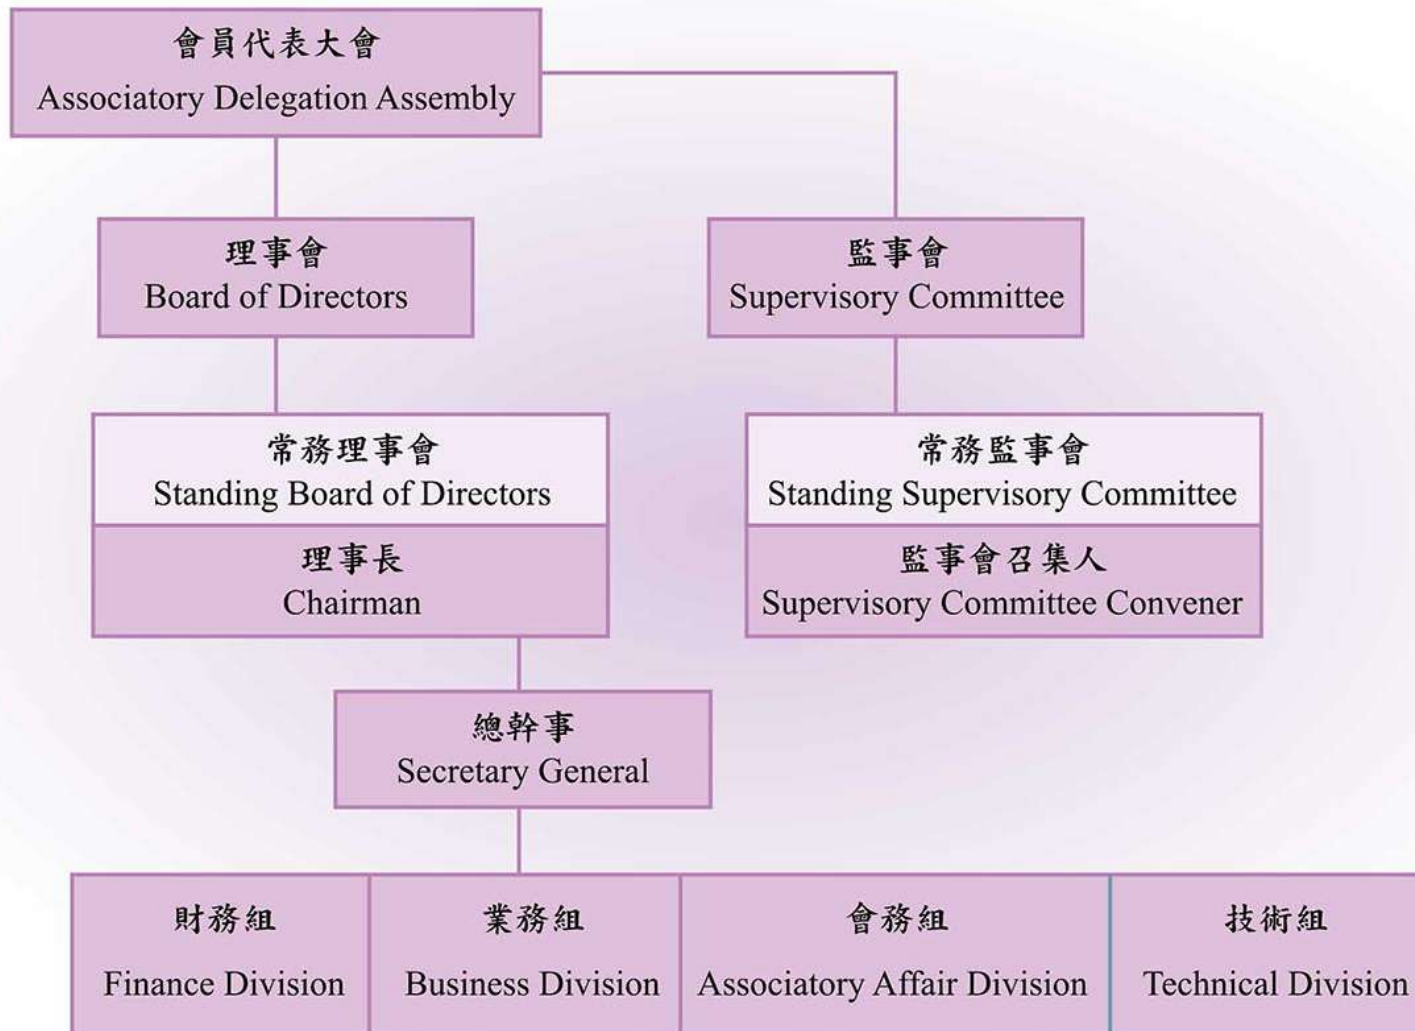 會員代表大會
Associatory Delegation Assembly
理事會
Board of Directors
監事會
Supervisory Committee
常務理事會
Standing Board of Directors
理事長
Chairman
常務監事會
Standing Supervisory Committee
監事會召集人
Supervisory Committee Convener
總幹事
Secretary General
財務組
Finance Division
業務組
Business Division
會務組
Associatory Affair Division
技術組
Technical Division